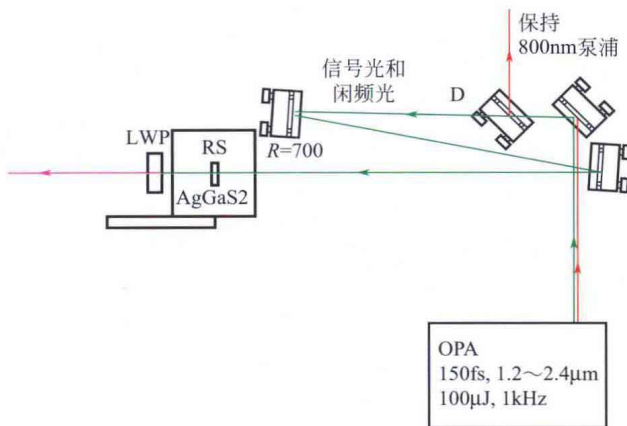 保持
800nm泵浦
信号光和
闲频光
D
R=700
LWP
RS
AgGaS2
OPA
150fs, 1.2～2.4μm
100μJ, 1kHz